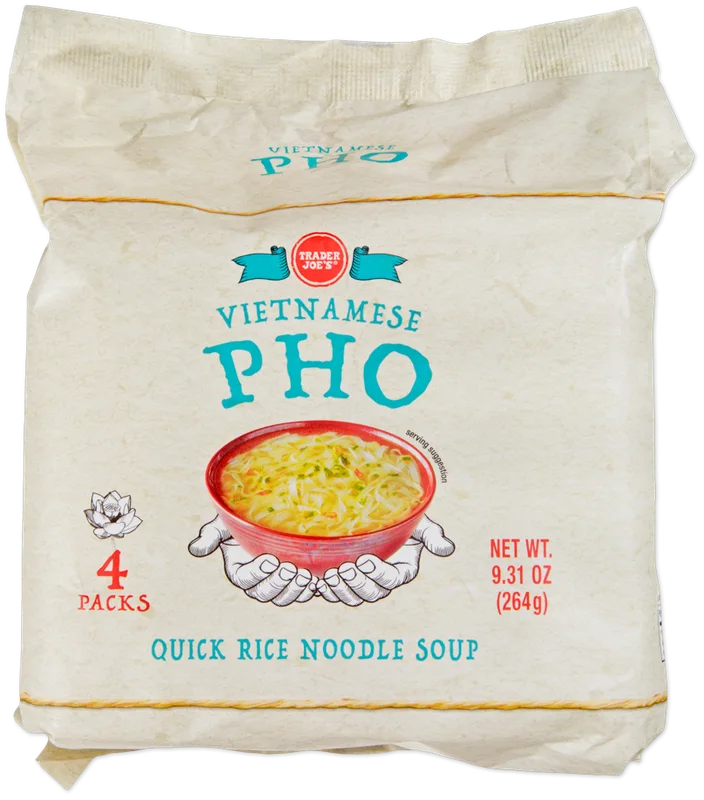 VIETNAMESE
PHO
TRADER
JOE'S®
VIETNAMESE
PHO
serving suggestion
4
PACKS
NET WT.
9.31 OZ
(264g)
QUICK RICE NOODLE SOUP